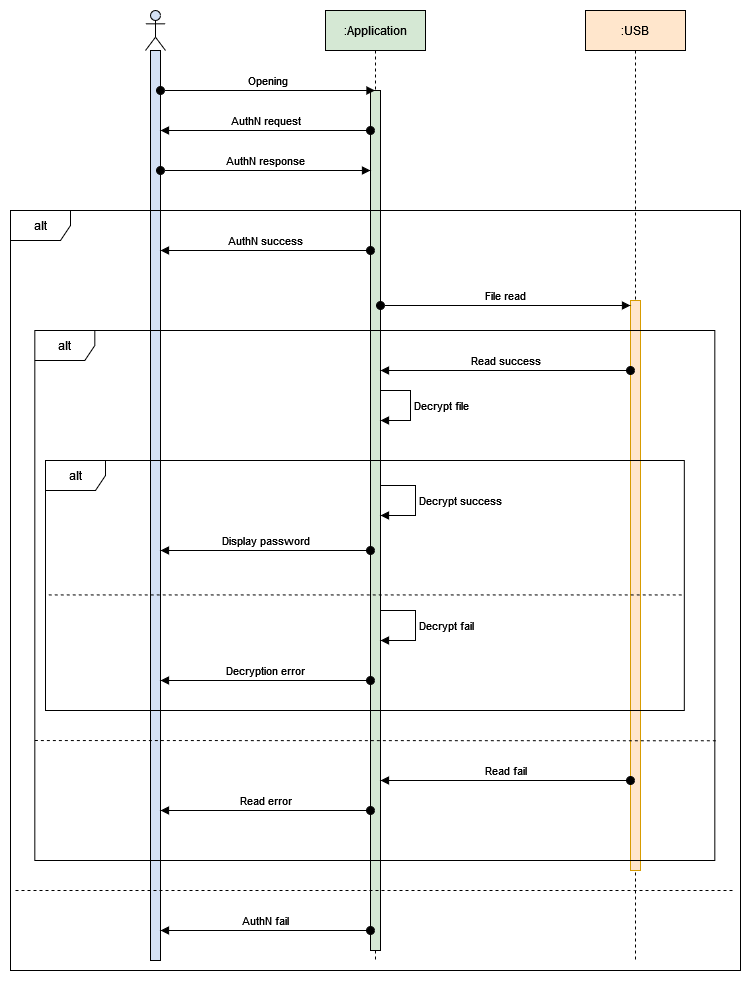 :Application
:USB
Opening
AuthN request
AuthN response
alt
AuthN success
File read
alt
Read success
Decrypt file
alt
Decrypt success
Display password
Decrypt fail
Decryption error
Read fail
Read error
AuthN fail